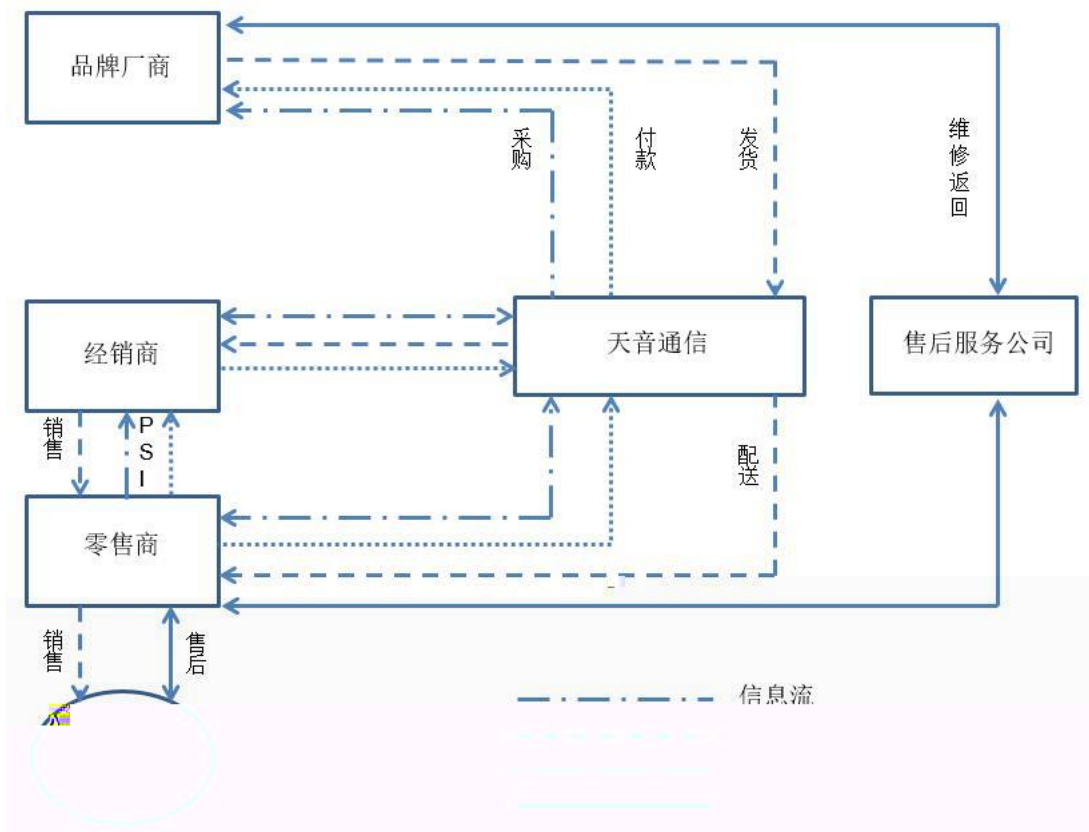 品牌厂商
采购
付款
发货
维修返回
经销商
天音通信
售后服务公司
销售
PSI
配送
零售商
销售
售后
信息流